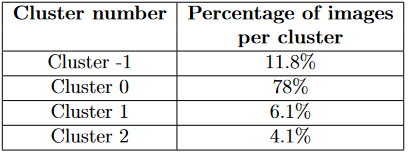 Cluster number Percentage of images
per cluster
Cluster -1 11.8%
Cluster 0 78%
Cluster 1 6.1%
Cluster 2 4.1%